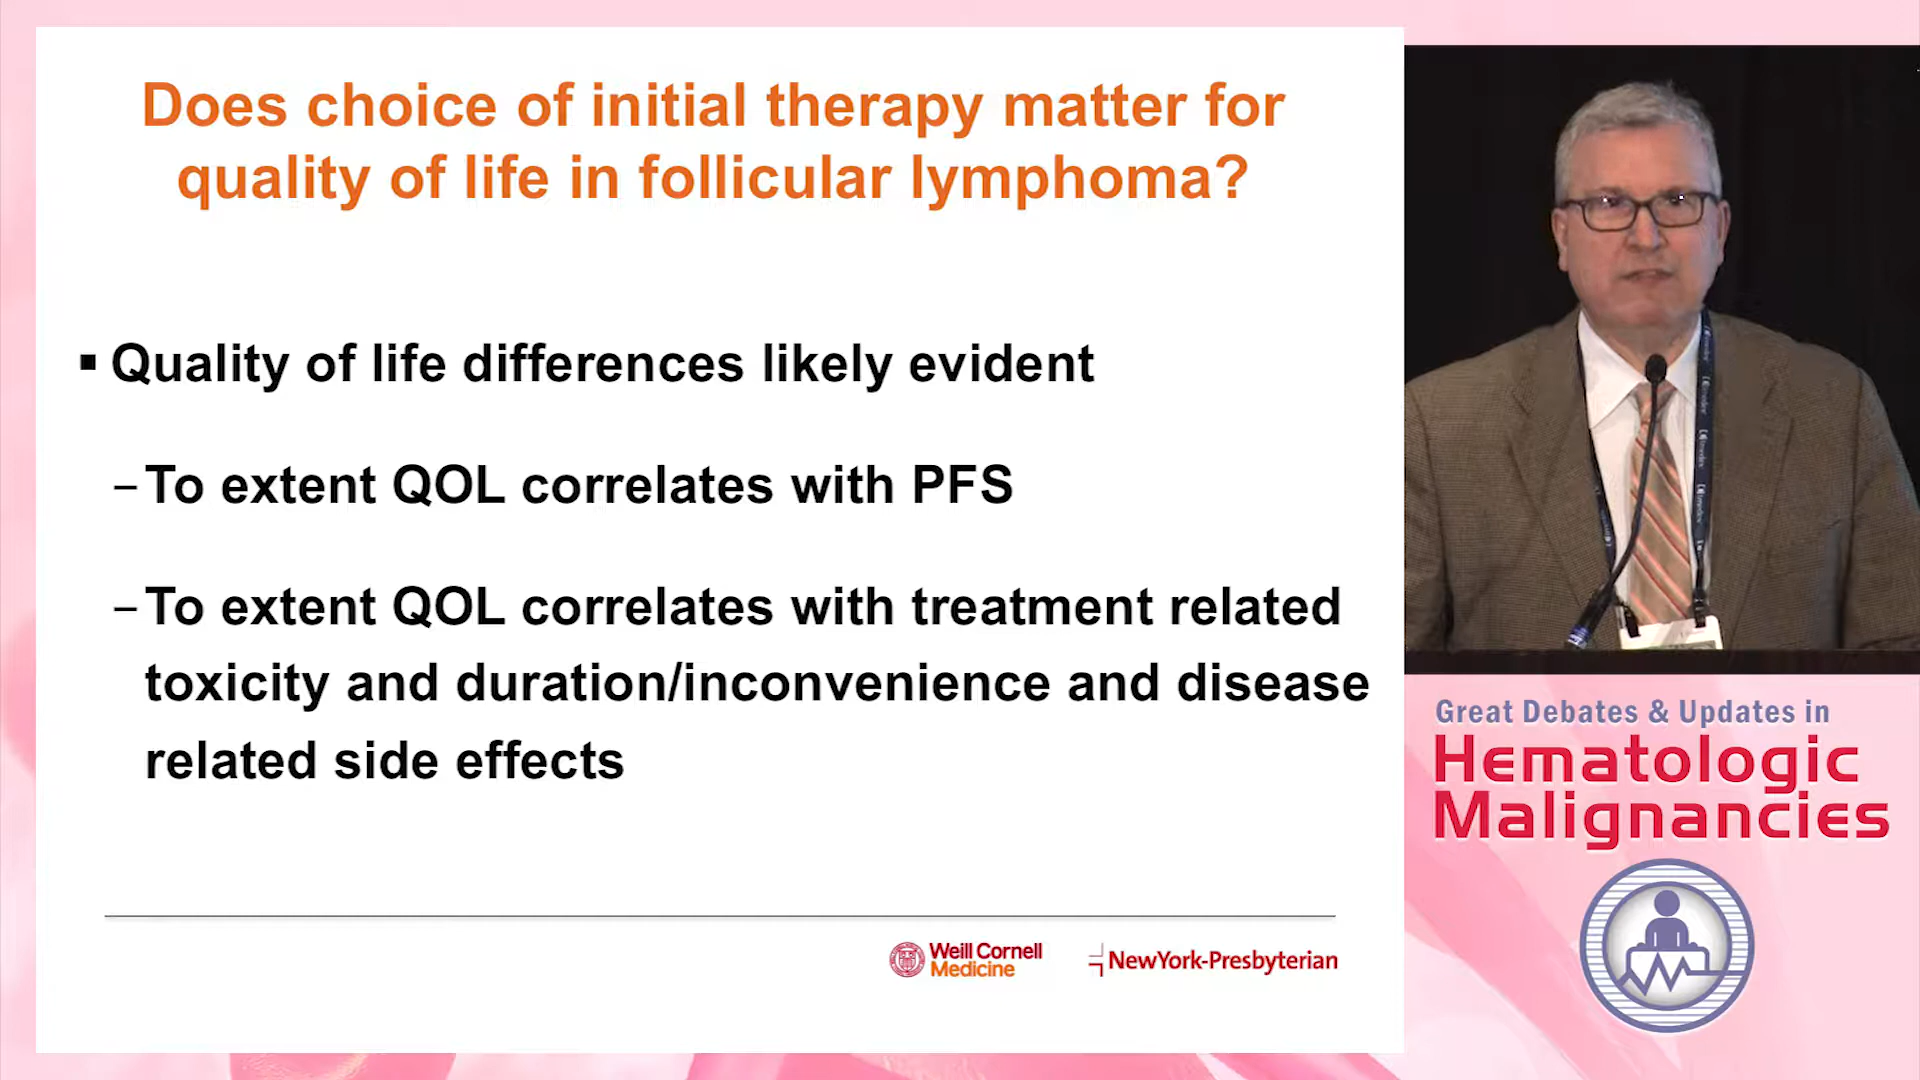 Does choice of initial therapy matter for
quality of life in follicular lymphoma?
▪ Quality of life differences likely evident
–To extent QOL correlates with PFS
–To extent QOL correlates with treatment related
toxicity and duration/inconvenience and disease
related side effects
Weill Cornell
Medicine
NewYork-Presbyterian
Great Debates & Updates in
Hematologic
Malignancies